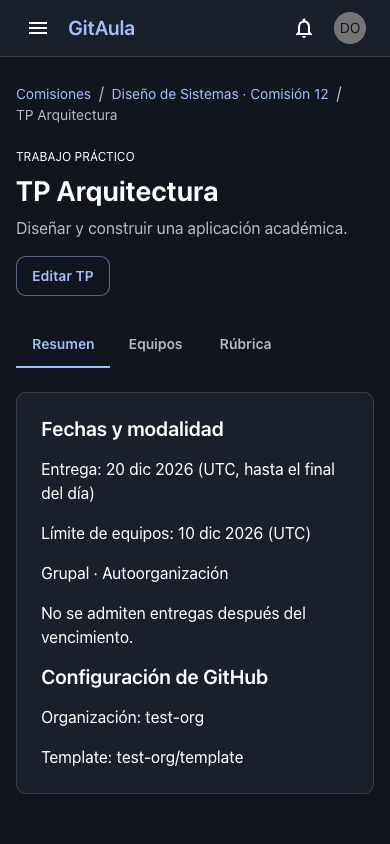 GitAula
DO
Comisiones / Diseño de Sistemas · Comisión 12 /
TP Arquitectura
TRABAJO PRÁCTICO
TP Arquitectura
Diseñar y construir una aplicación académica.
Editar TP
Resumen Equipos Rúbrica
Fechas y modalidad
Entrega: 20 dic 2026 (UTC, hasta el final
del día)
Límite de equipos: 10 dic 2026 (UTC)
Grupal · Autoorganización
No se admiten entregas después del
vencimiento.
Configuración de GitHub
Organización: test-org
Template: test-org/template